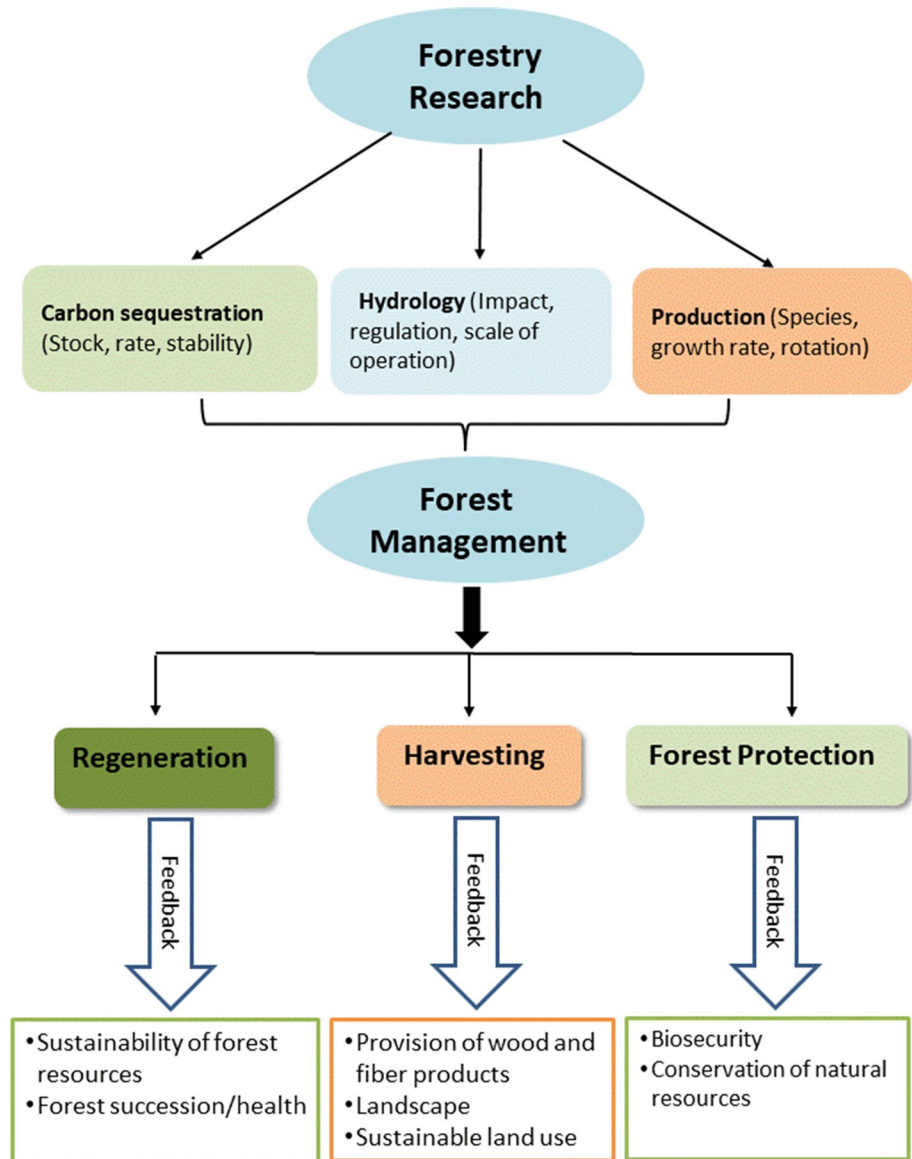 Forestry
Research
Carbon sequestration
(Stock, rate, stability)
Hydrology (Impact,
regulation, scale of
operation)
Production (Species,
growth rate, rotation)
Forest
Management
Regeneration
Harvesting
Forest Protection
Feedback
Feedback
Feedback
•Sustainability of forest
resources
•Forest succession/health
•Provision of wood and
fiber products
•Landscape
•Sustainable land use
•Biosecurity
•Conservation of natural
resources